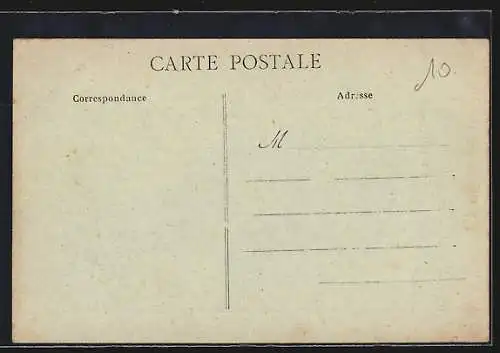 CARTE POSTALE
10.
Correspondance
Adresse
M